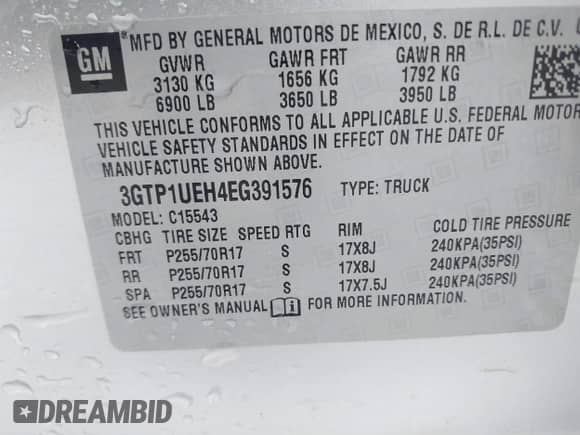 GM *MFD BY GENERAL MOTORS DE MEXICO, S. DE R.L. DE C.V.
GVWR GAWR FRT GAWR RR
3130 KG 1656 KG 1792 KG
6900 LB 3650 LB 3950 LB
THIS VEHICLE CONFORMS TO ALL APPLICABLE U.S. FEDERAL MOTOR
VEHICLE SAFETY STANDARDS IN EFFECT ON THE DATE OF
MANUFACTURE SHOWN ABOVE.
3GTP1UEH4EG391576 TYPE: TRUCK
MODEL: C15543
CBHG TIRE SIZE SPEED RTG RIM COLD TIRE PRESSU
FRT P255/70R17 S 17X8J 240KPA(35PSI)
RR P255/70R17 S 17X8J 240KPA(35PSI)
SPA P255/70R17 S 17X7.5J 240KPA(35PSI)
SEE OWNER'S MANUAL FOR MORE INFORMATION.
DREAMBID